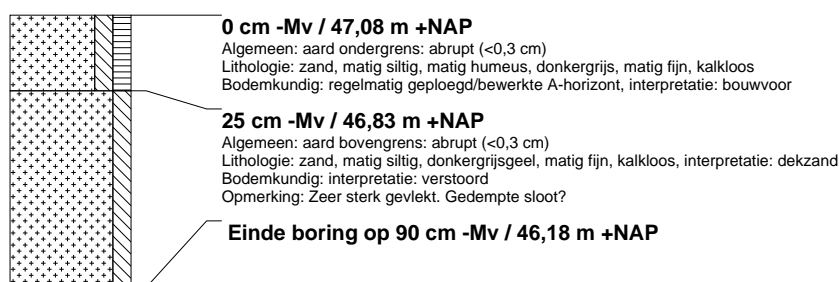 0 cm -Mv / 47,08 m +NAP
Algemeen: aard ondergrens: abrupt (<0,3 cm)
Lithologie: zand, matig siltig, matig humeus, donkergrijs, matig fijn, kalkloos
Bodemkundig: regelmatig geploegd/bewerkte A-horizont, interpretatie: bouwvoor
25 cm -Mv / 46,83 m +NAP
Algemeen: aard bovengrens: abrupt (<0,3 cm)
Lithologie: zand, matig siltig, donkergrijsgeel, matig fijn, kalkloos, interpretatie: dekzand
Bodemkundig: interpretatie: verstoord
Opmerking: Zeer sterk gevlekt. Gedempte sloot?
Einde boring op 90 cm -Mv / 46,18 m +NAP